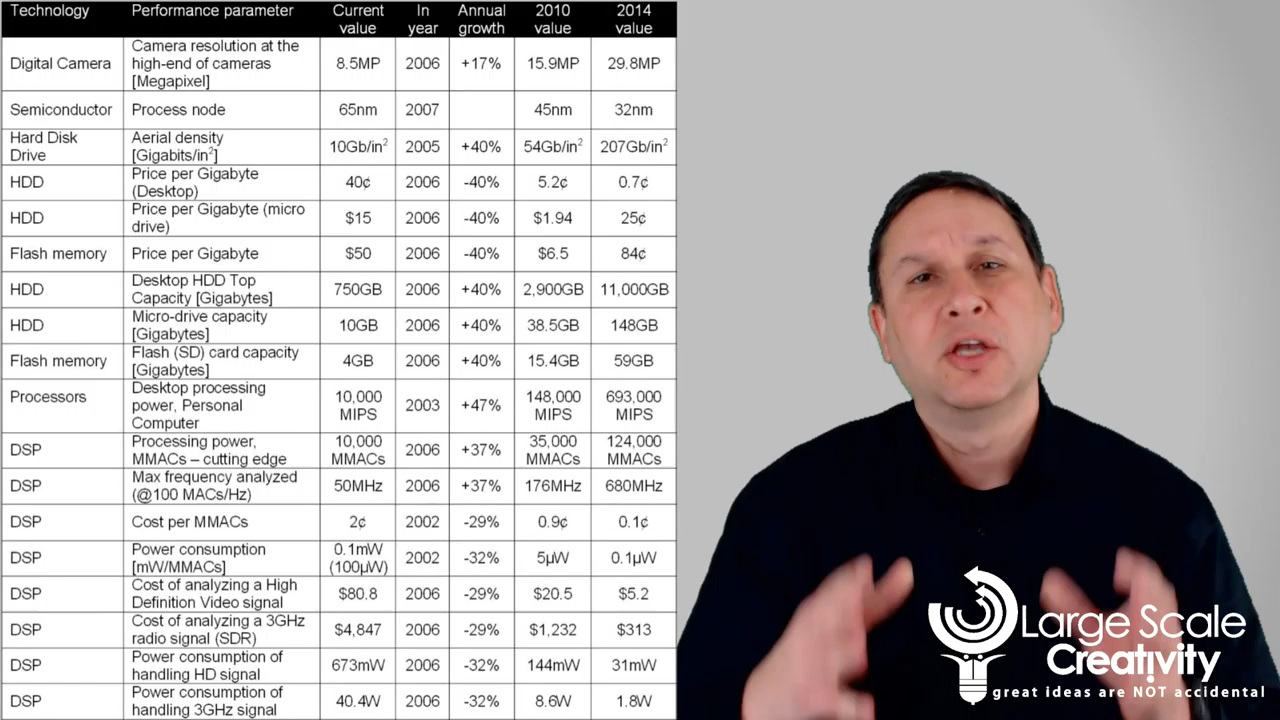 Technology Performance parameter Current value In year Annual growth 2010 value 2014 value
Digital Camera Camera resolution at the high-end of cameras [Megapixel] 8.5MP 2006 +17% 15.9MP 29.8MP
Semiconductor Process node 65nm 2007 45nm 32nm
Hard Disk Drive Aerial density [Gigabits/in²] 10Gb/in² 2005 +40% 54Gb/in² 207Gb/in²
HDD Price per Gigabyte (Desktop) 40¢ 2006 -40% 5.2¢ 0.7¢
HDD Price per Gigabyte (micro drive) $15 2006 -40% $1.94 25¢
Flash memory Price per Gigabyte $50 2006 -40% $6.5 84¢
HDD Desktop HDD Top Capacity [Gigabytes] 750GB 2006 +40% 2,900GB 11,000GB
HDD Micro-drive capacity [Gigabytes] 10GB 2006 +40% 38.5GB 148GB
Flash memory Flash (SD) card capacity [Gigabytes] 4GB 2006 +40% 15.4GB 59GB
Processors Desktop processing power, Personal Computer 10,000 MIPS 2003 +47% 148,000 MIPS 693,000 MIPS
DSP Processing power, MMACs – cutting edge 10,000 MMACs 2006 +37% 35,000 MMACs 124,000 MMACs
DSP Max frequency analyzed (@100 MACs/Hz) 50MHz 2006 +37% 176MHz 680MHz
DSP Cost per MMACs 2¢ 2002 -29% 0.9¢ 0.1¢
DSP Power consumption [mW/MMACs] 0.1mW (100µW) 2002 -32% 5µW 0.1µW
DSP Cost of analyzing a High Definition Video signal $80.8 2006 -29% $20.5 $5.2
DSP Cost of analyzing a 3GHz radio signal (SDR) $4,847 2006 -29% $1,232 $313
DSP Power consumption of handling HD signal 673mW 2006 -32% 144mW 31mW
DSP Power consumption of handling 3GHz signal 40.4W 2006 -32% 8.6W 1.8W
Large Scale
Creativity
great ideas are NOT accidental